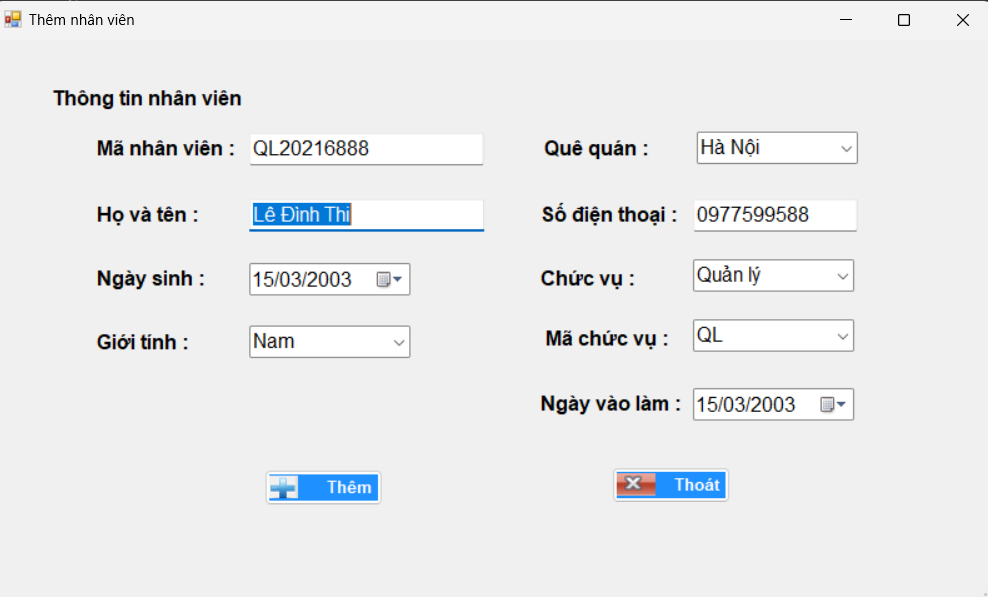 Thêm nhân viên
Thông tin nhân viên
Mã nhân viên : QL20216888
Quê quán : Hà Nội
Họ và tên : Lê Đình Thi
Số điện thoại : 0977599588
Ngày sinh : 15/03/2003
Chức vụ : Quản lý
Giới tính : Nam
Mã chức vụ : QL
Ngày vào làm : 15/03/2003
Thêm
Thoát